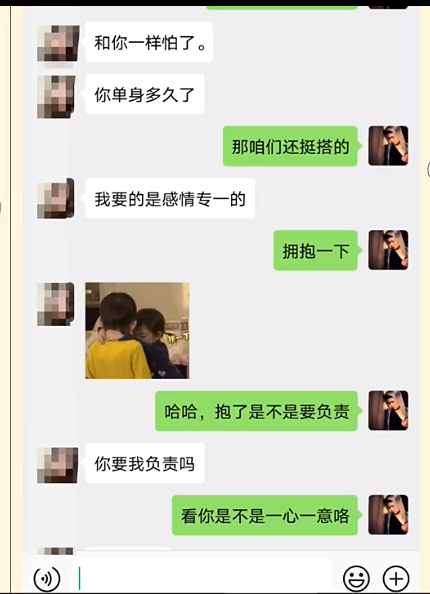 和你一样怕了。
你单身多久了
那咱们还挺搭的
我要的是感情专一的
拥抱一下
哈哈，抱了是不是要负责
你要我负责吗
看你是不是一心一意咯